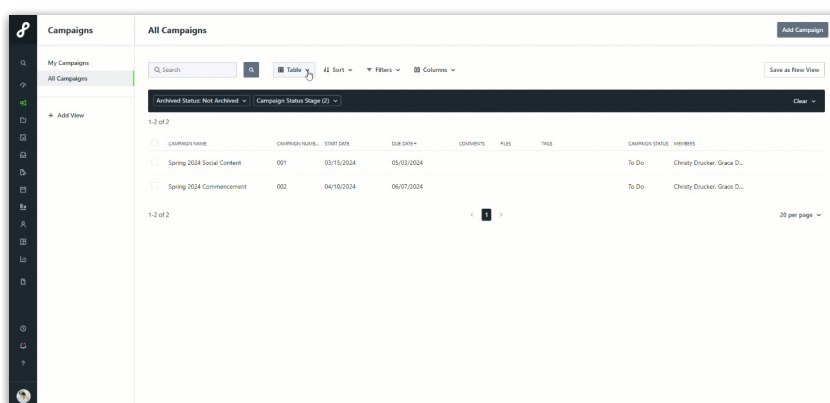 Campaigns
All Campaigns
Add Campaign
My Campaigns
All Campaigns
+ Add View
Search
Table
Sort
Filters
Columns
Save as New View
Archived Status: Not Archived
Campaign Status Stage (2)
Clear
1-2 of 2
CAMPAIGN NAME CAMPAIGN NUMB... START DATE DUE DATE COMMENTS FILES TAGS CAMPAIGN STATUS MEMBERS
Spring 2024 Social Content 001 03/15/2024 05/03/2024 To Do Christy Drucker, Grace D...
Spring 2024 Commencement 002 04/10/2024 06/07/2024 To Do Christy Drucker, Grace D...
1-2 of 2
< 1 >
20 per page